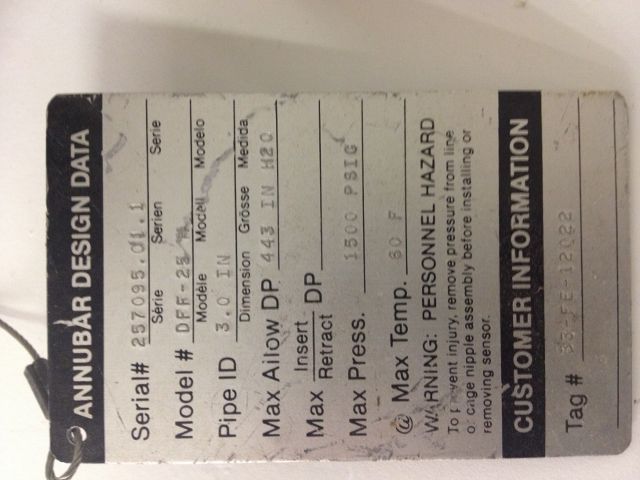 ANNUBAR DESIGN DATA
Serial# 257095.01.1
Série Serien Serie
Model # DFF-25
Modèle Modell Modelo
Pipe ID 3.0 IN
Dimension Grösse Medida
Max Allow DP 443 IN H2O
Max Insert DP
Retract
Max Press. 1500 PSIG
@ Max Temp. 60 F
WARNING: PERSONNEL HAZARD
To prevent injury, remove pressure from line
or cage nipple assembly before installing or
removing sensor.
CUSTOMER INFORMATION
Tag # FE-12022